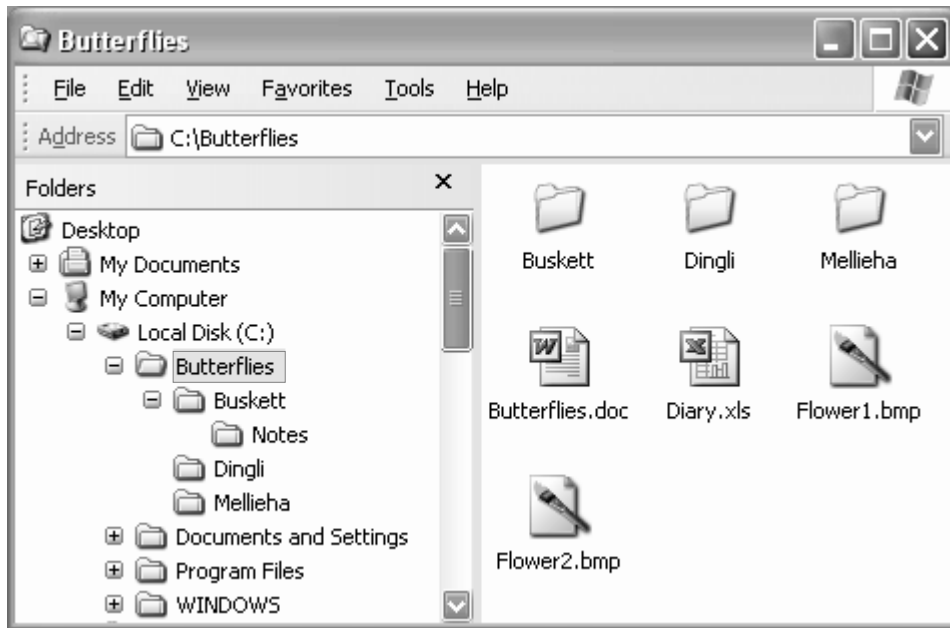 Butterflies
File Edit View Favorites Tools Help
Address C:\Butterflies
Folders
Desktop
My Documents
My Computer
Local Disk (C:)
Butterflies
Buskett
Notes
Dingli
Mellieha
Documents and Settings
Program Files
WINDOWS
Buskett Dingli Mellieha
Butterflies.doc Diary.xls Flower1.bmp
Flower2.bmp